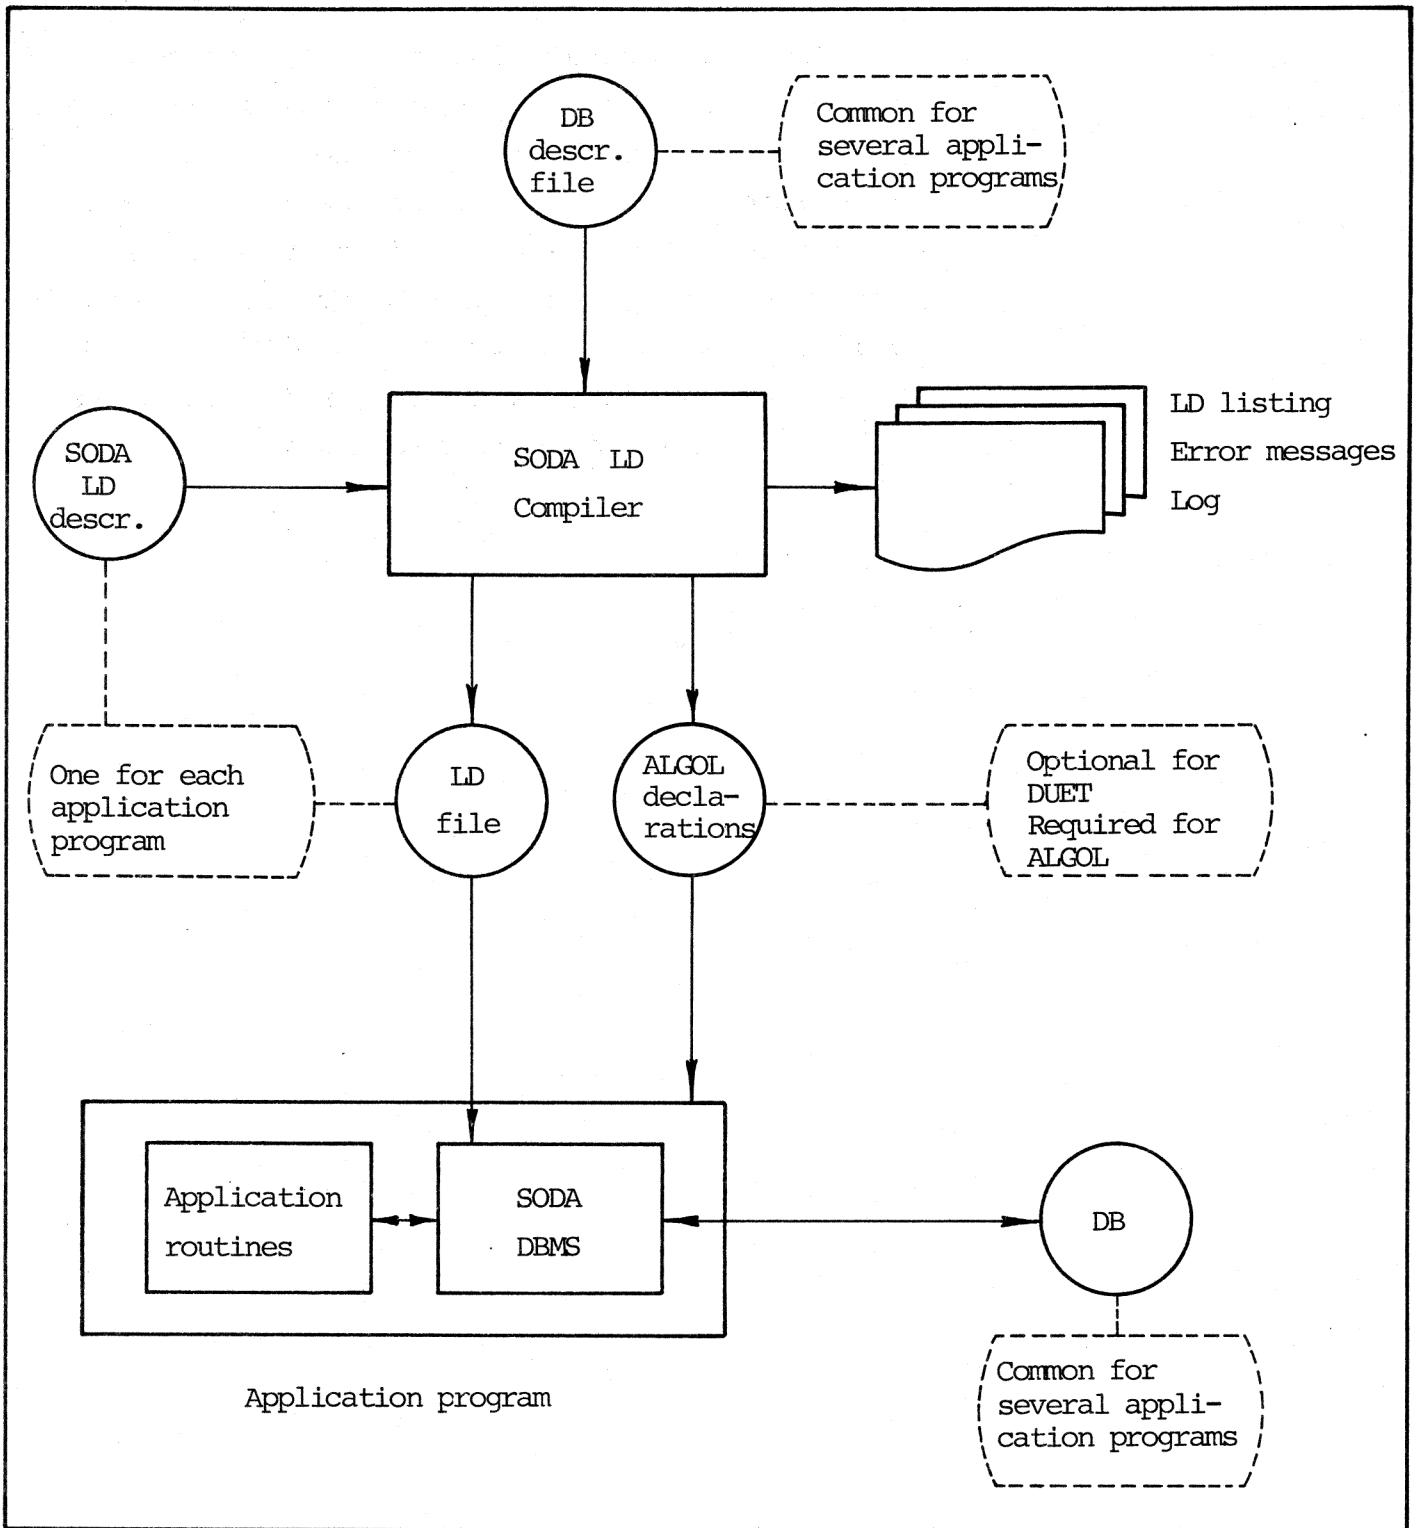 DB
descr.
file
Common for
several appli-
cation programs
SODA
LD
descr.
SODA LD
Compiler
LD listing
Error messages
Log
One for each
application
program
LD
file
ALGOL
decla-
rations
Optional for
DUET
Required for
ALGOL
Application
routines
SODA
DBMS
DB
Application program
Common for
several appli-
cation programs